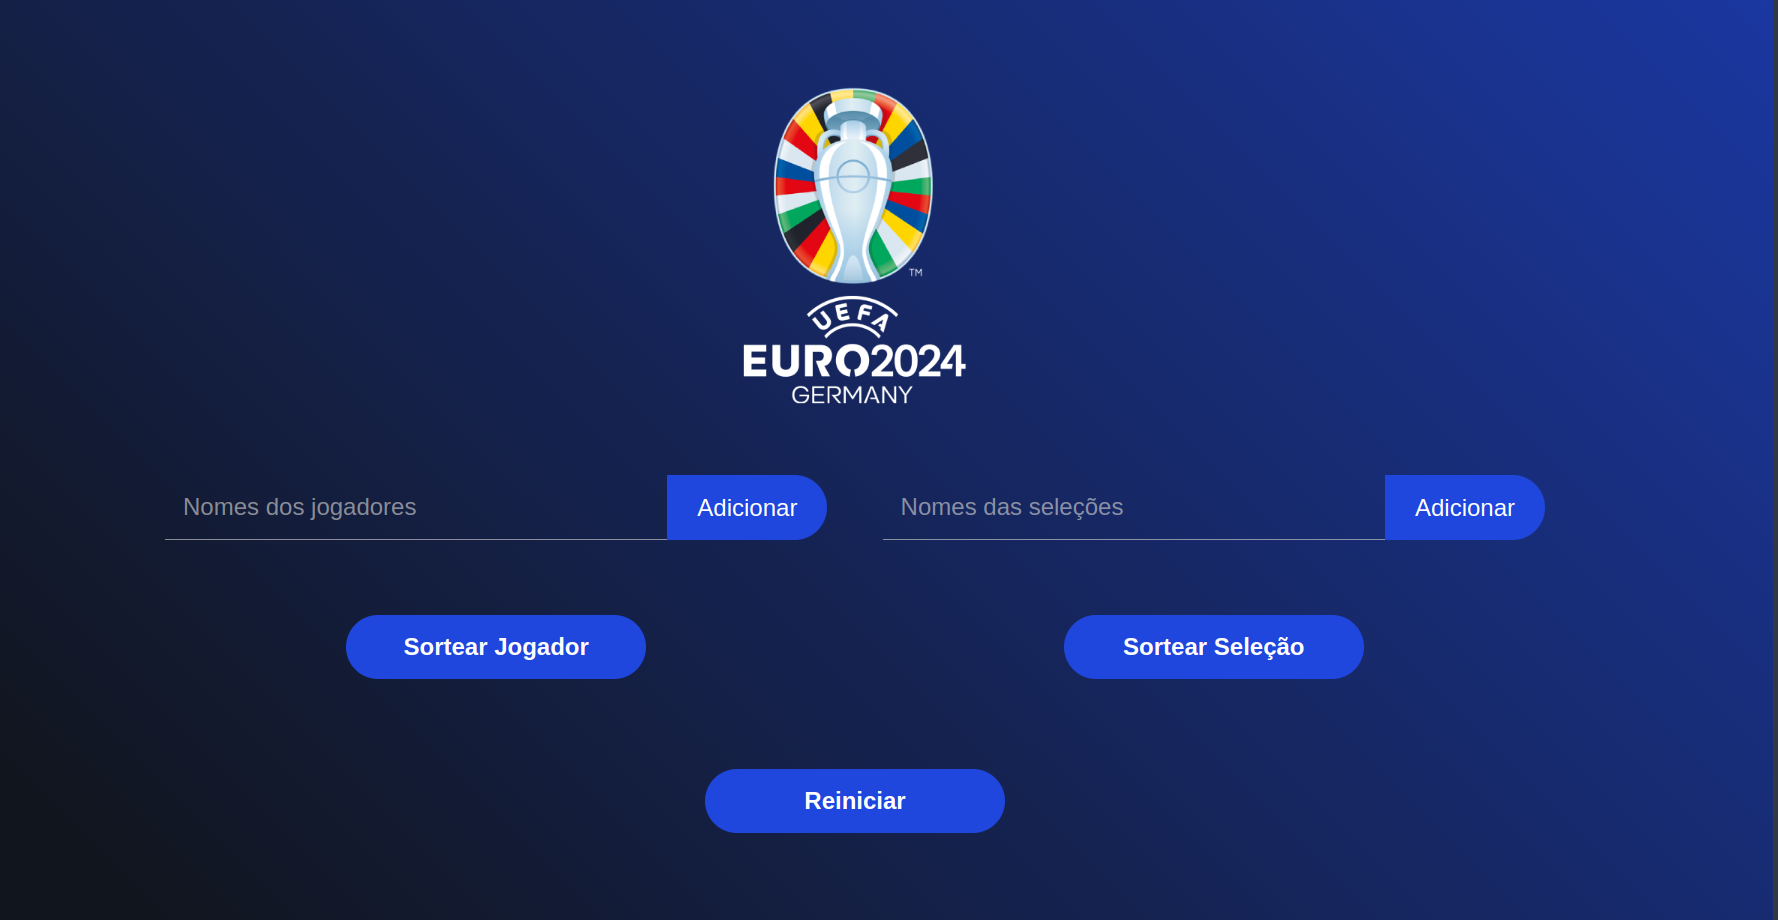 TM
UEFA
EURO2024
GERMANY
Nomes dos jogadores
Adicionar
Nomes das seleções
Adicionar
Sortear Jogador
Sortear Seleção
Reiniciar